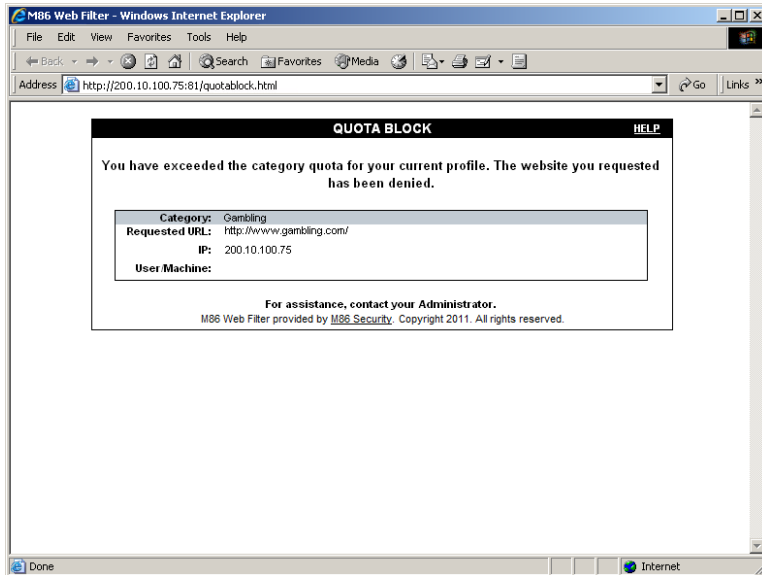 M86 Web Filter - Windows Internet Explorer
File Edit View Favorites Tools Help
Back Search Favorites Media
Address http://200.10.100.75:81/quotablock.html Go Links »
QUOTA BLOCK HELP
You have exceeded the category quota for your current profile. The website you requested
has been denied.
Category: Gambling
Requested URL: http://www.gambling.com/
IP: 200.10.100.75
User/Machine:
For assistance, contact your Administrator.
M86 Web Filter provided by M86 Security. Copyright 2011. All rights reserved.
Done Internet